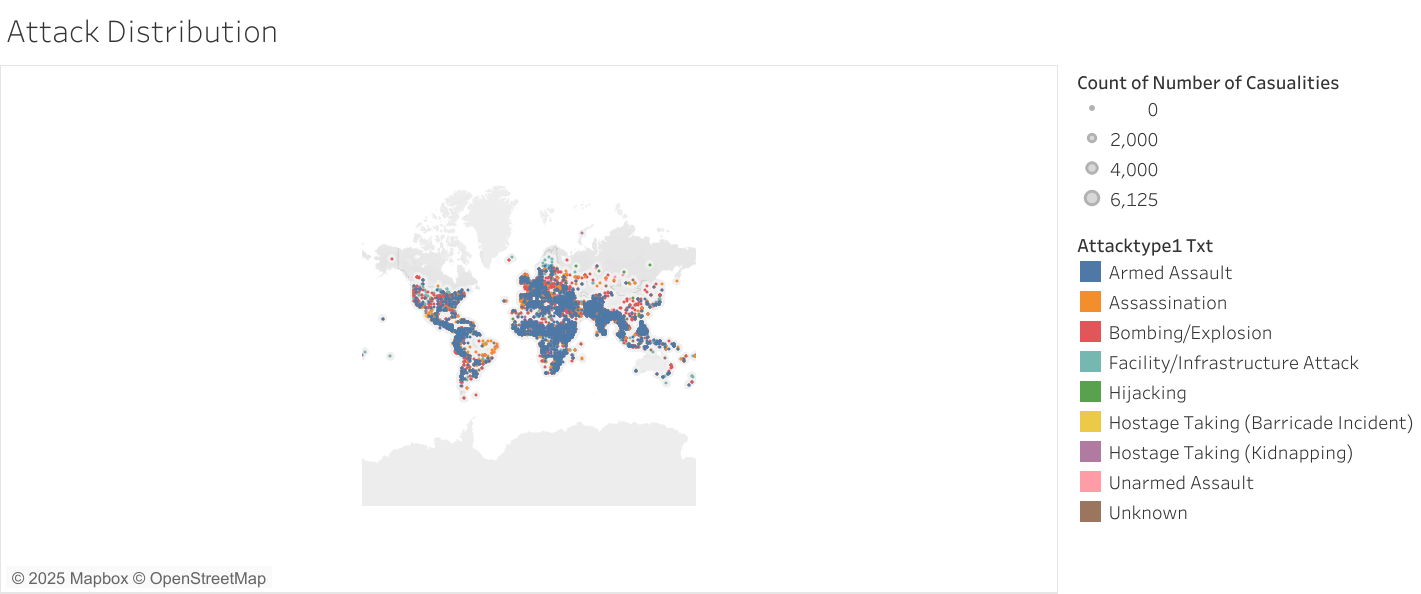 Attack Distribution
© 2025 Mapbox © OpenStreetMap
Count of Number of Casualities
0
2,000
4,000
6,125
Attacktype1 Txt
Armed Assault
Assassination
Bombing/Explosion
Facility/Infrastructure Attack
Hijacking
Hostage Taking (Barricade Incident)
Hostage Taking (Kidnapping)
Unarmed Assault
Unknown